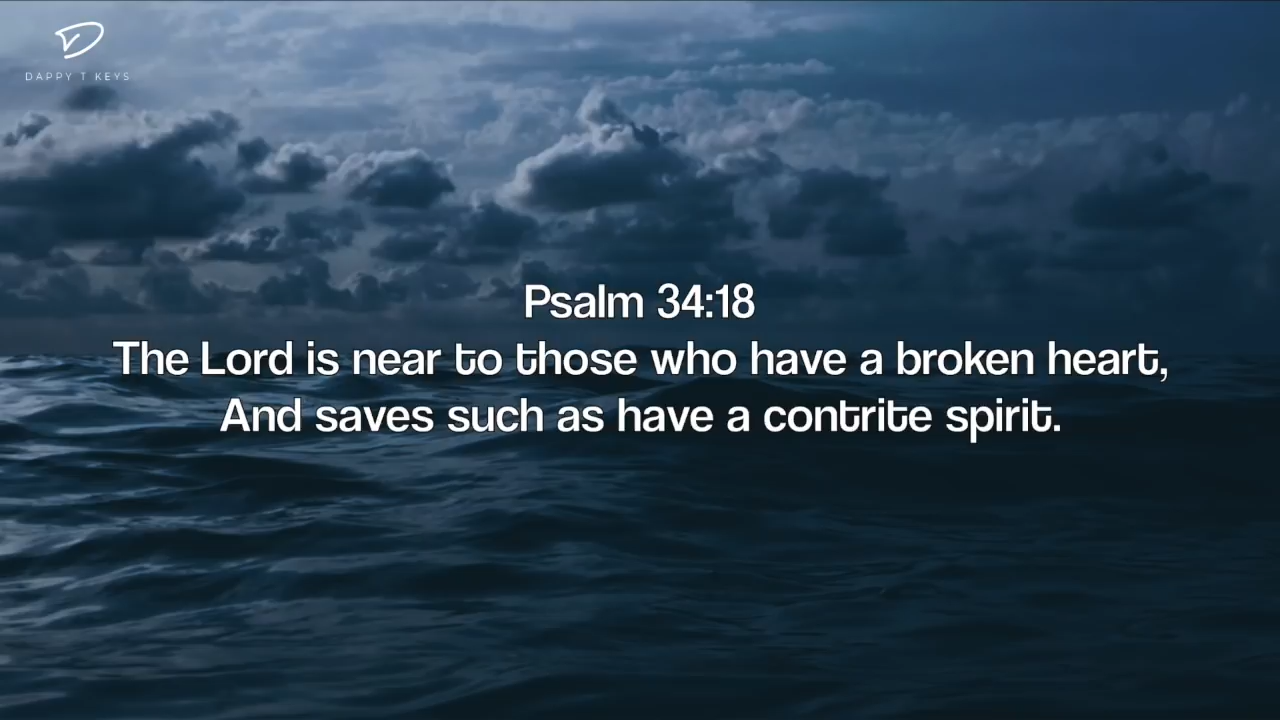 DAPPY T KEYS
Psalm 34:18
The Lord is near to those who have a broken heart,
And saves such as have a contrite spirit.